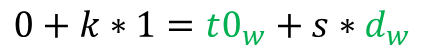 0 + k * 1 = t0_w + s * d_w